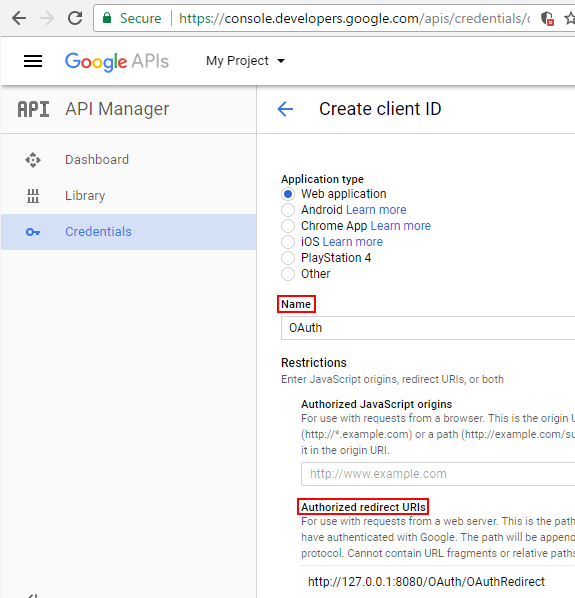 Secure https://console.developers.google.com/apis/credentials/
Google APIs My Project
API API Manager Create client ID
Dashboard
Library
Credentials
Application type
Web application
Android Learn more
Chrome App Learn more
iOS Learn more
PlayStation 4
Other
Name
OAuth
Restrictions
Enter JavaScript origins, redirect URIs, or both
Authorized JavaScript origins
For use with requests from a browser. This is the origin
(http://*.example.com) or a path (http://example.com/su
it in the origin URI.
http://www.example.com
Authorized redirect URIs
For use with requests from a web server. This is the path
have authenticated with Google. The path will be append
protocol. Cannot contain URL fragments or relative paths
http://127.0.0.1:8080/OAuth/OAuthRedirect